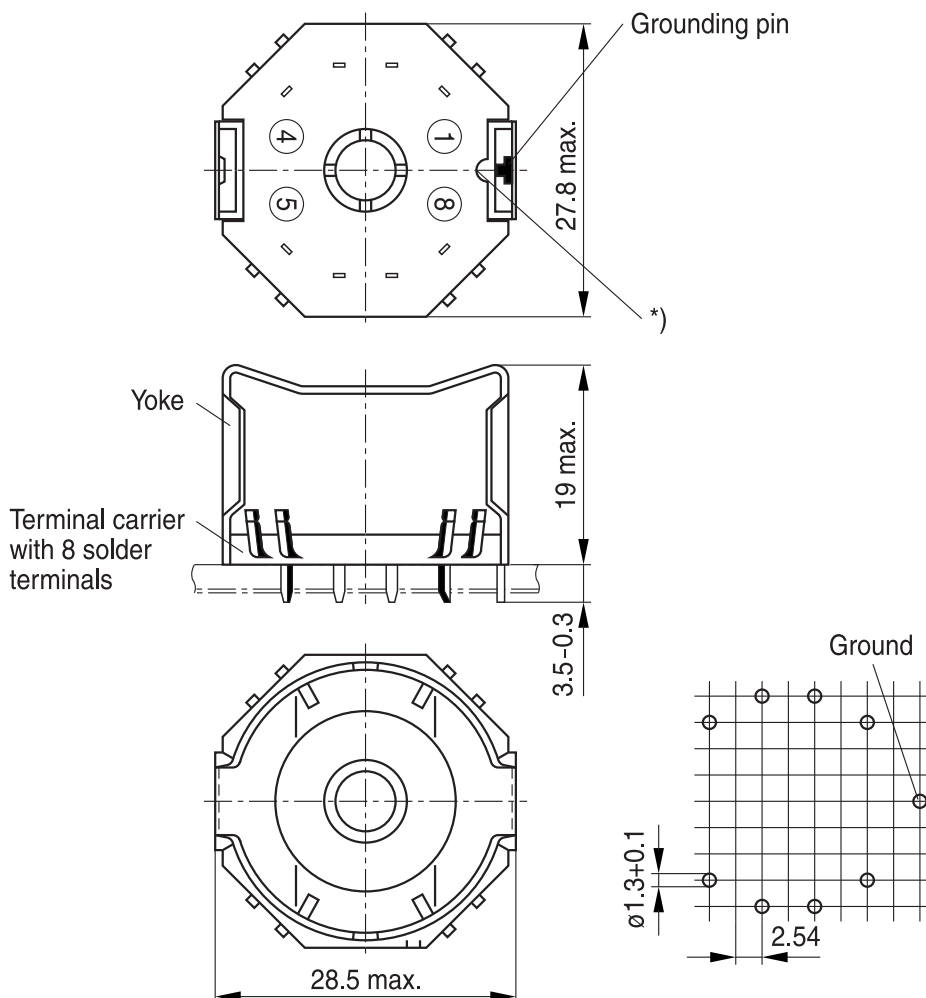 Grounding pin
4
1
5
8
27.8 max.
*)
Yoke
19 max.
Terminal carrier
with 8 solder
terminals
3.5-0.3
Ground
ø1.3+0.1
2.54
28.5 max.